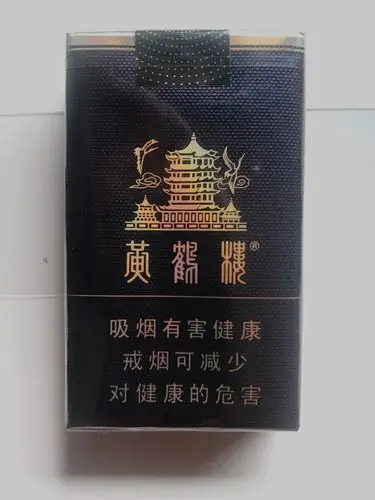 黄鹤楼®
吸烟有害健康
戒烟可减少
对健康的危害